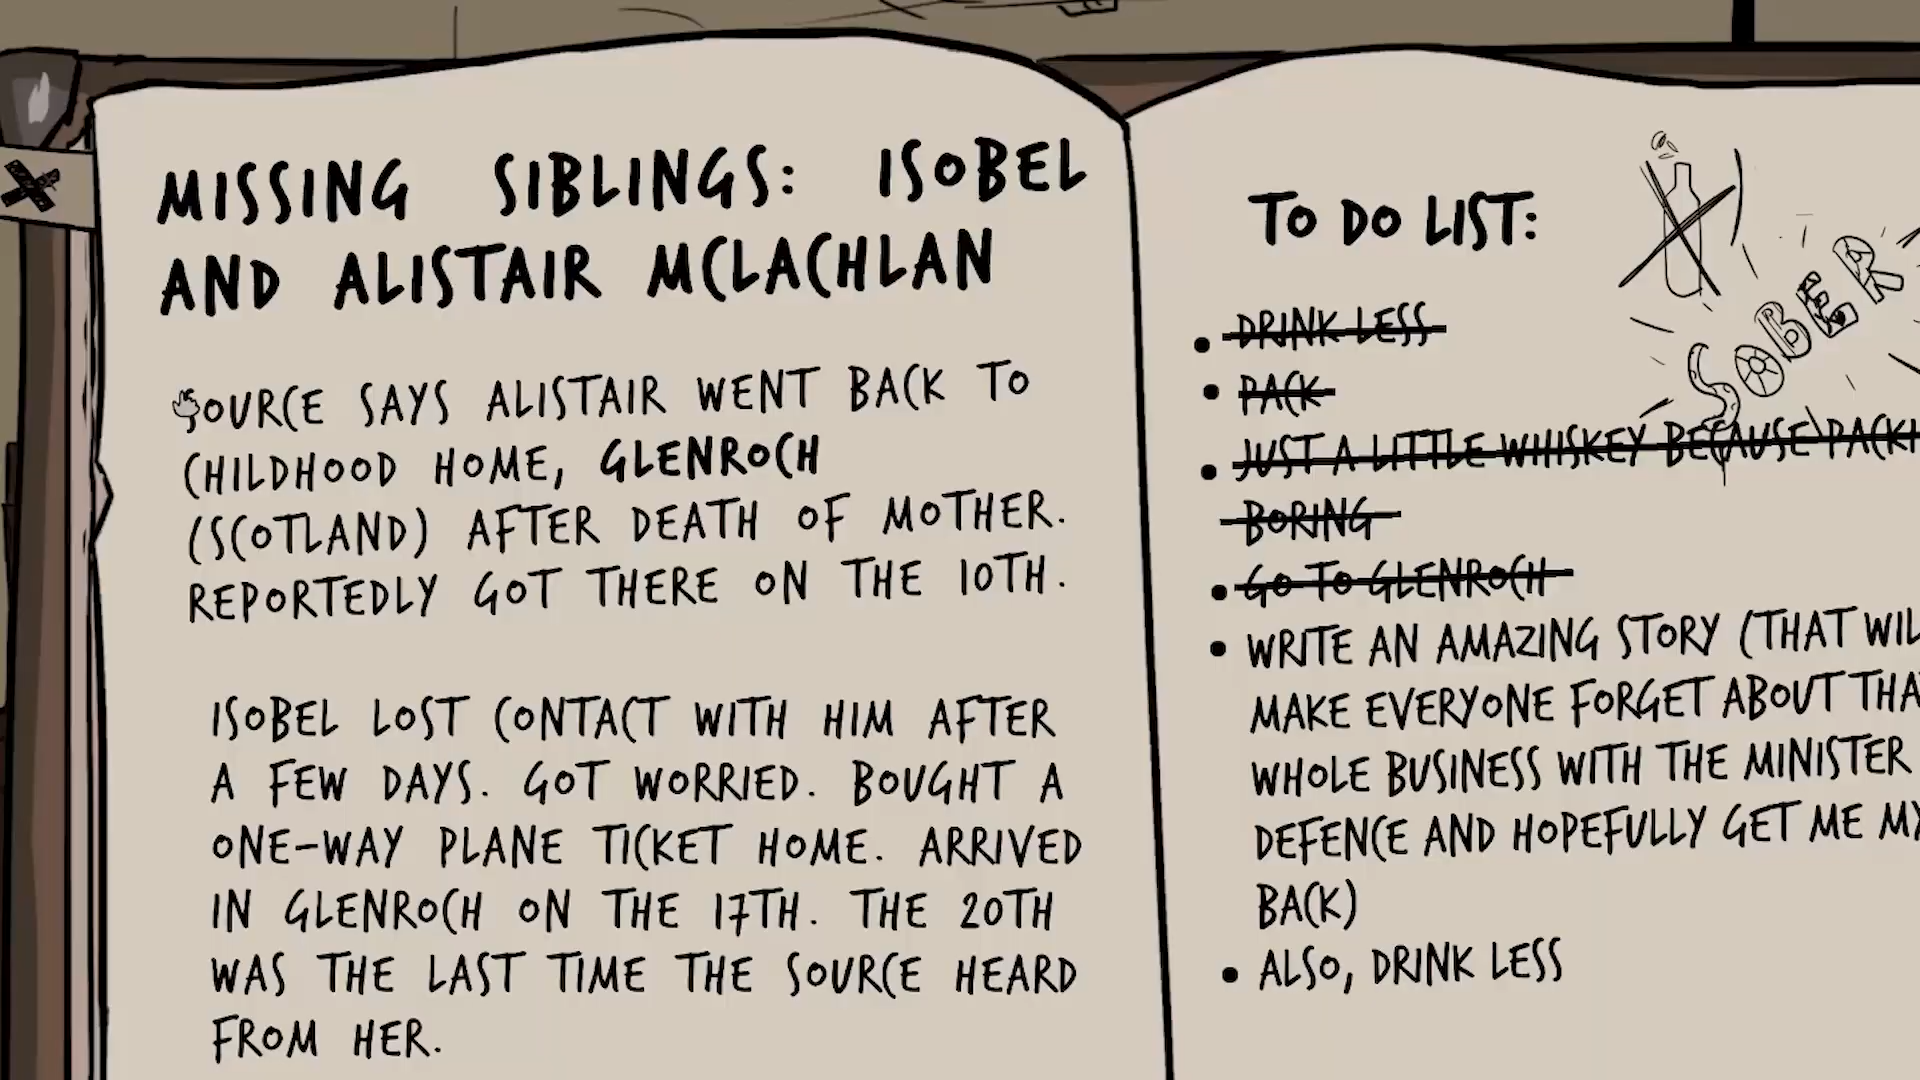 MISSING SIBLINGS: ISOBEL
AND ALISTAIR MCLACHLAN
SOURCE SAYS ALISTAIR WENT BACK TO
CHILDHOOD HOME, GLENROCH
(SCOTLAND) AFTER DEATH OF MOTHER.
REPORTEDLY GOT THERE ON THE 10TH.
ISOBEL LOST CONTACT WITH HIM AFTER
A FEW DAYS. GOT WORRIED. BOUGHT A
ONE-WAY PLANE TICKET HOME. ARRIVED
IN GLENROCH ON THE 17TH. THE 20TH
WAS THE LAST TIME THE SOURCE HEARD
FROM HER.
TO DO LIST:
SOBER
• DRINK LESS
• PACK
• JUST A LITTLE WHISKEY BECAUSE
BORING
• GO TO GLENROCH
• WRITE AN AMAZING STORY (THAT
MAKE EVERYONE FORGET ABOUT
WHOLE BUSINESS WITH THE MINISTER
DEFENCE AND HOPEFULLY GET ME
BACK)
• ALSO, DRINK LESS